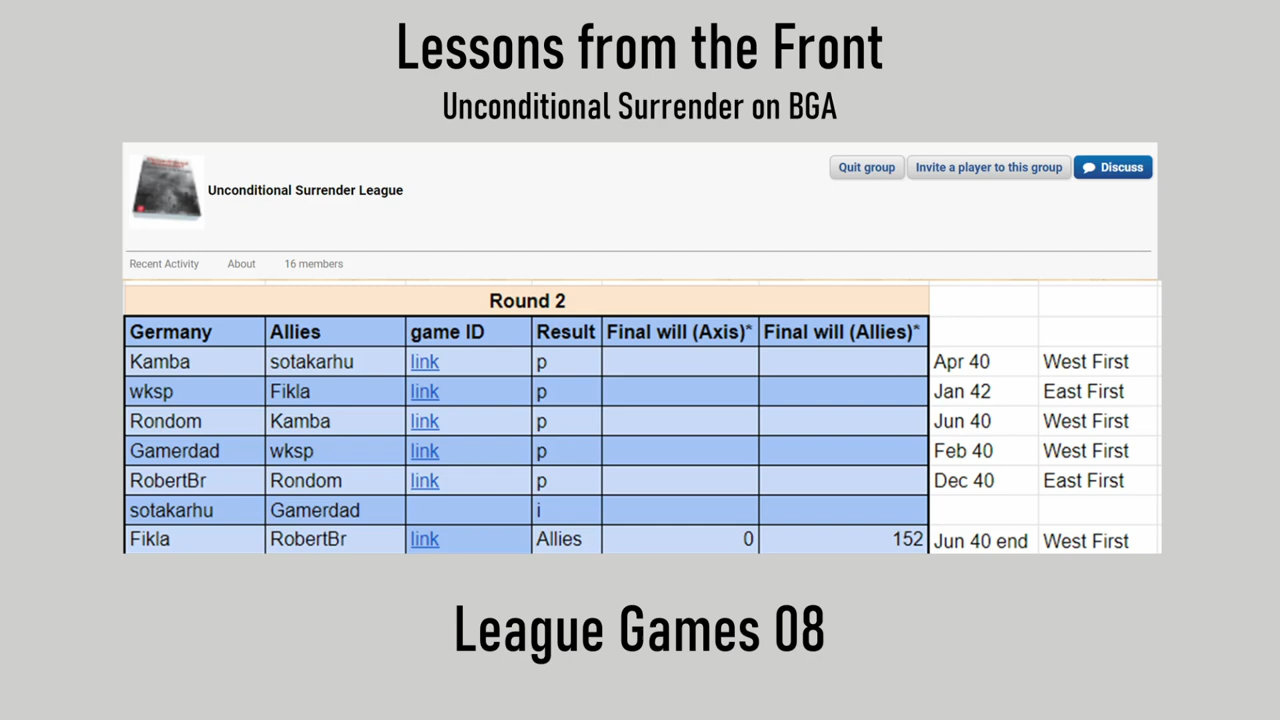 Lessons from the Front
Unconditional Surrender on BGA
Quit group Invite a player to this group Discuss
Unconditional Surrender League
Recent Activity About 16 members
Round 2
Germany Allies game ID Result Final will (Axis)* Final will (Allies)*
Kamba sotakarhu link p Apr 40 West First
wksp Fikla link p Jan 42 East First
Rondom Kamba link p Jun 40 West First
Gamerdad wksp link p Feb 40 West First
RobertBr Rondom link p Dec 40 East First
sotakarhu Gamerdad i
Fikla RobertBr link Allies 0 152 Jun 40 end West First
League Games 08